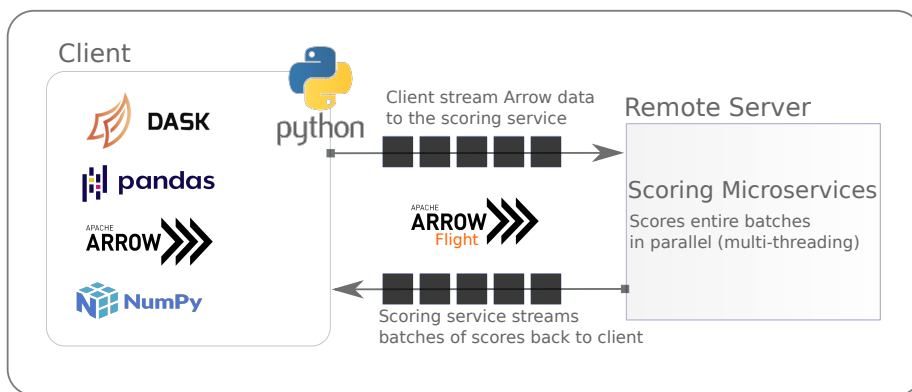 Client
DASK
pandas
APACHE
ARROW
NumPy
python
Client stream Arrow data
to the scoring service
APACHE
ARROW
Flight
Scoring service streams
batches of scores back to client
Remote Server
Scoring Microservices
Scores entire batches
in parallel (multi-threading)